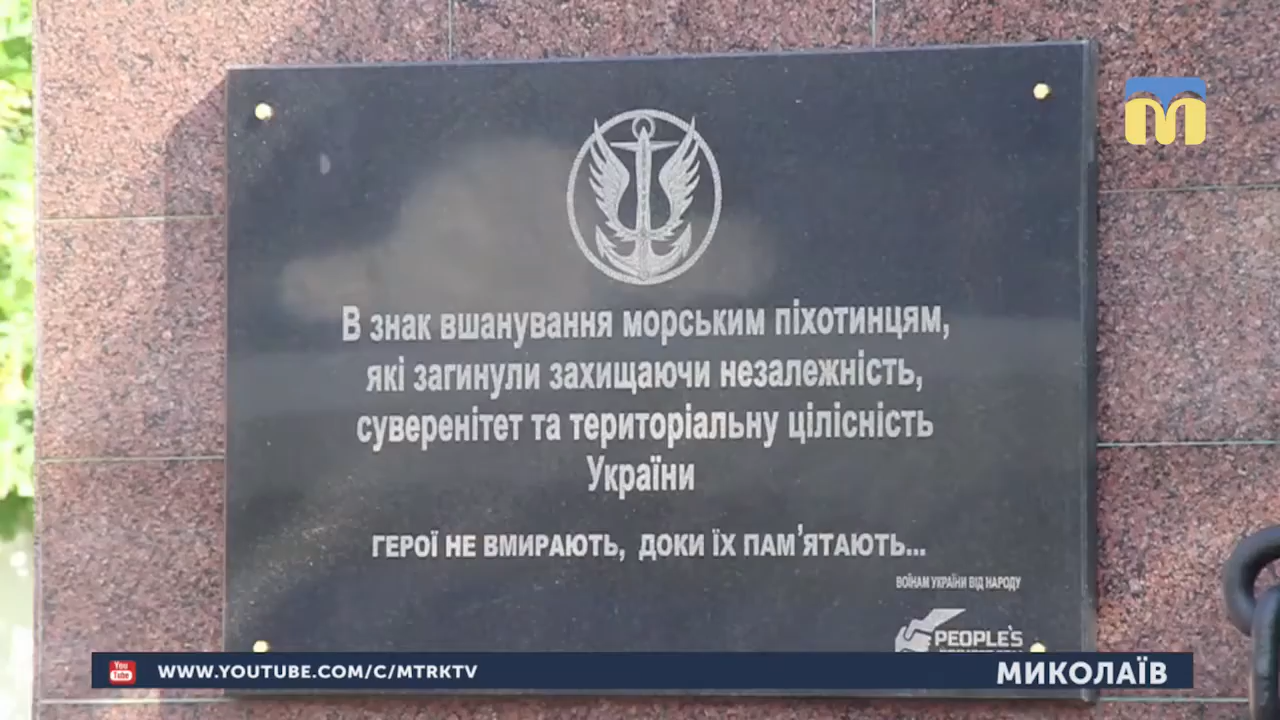 В знак вшанування морським піхотинцям,
які загинули захищаючи незалежність,
суверенітет та територіальну цілісність
України
ГЕРОЇ НЕ ВМИРАЮТЬ, ДОКИ ЇХ ПАМ'ЯТАЮТЬ...
ВОЇНАМ УКРАЇНИ ВІД НАРОДУ
PEOPLE'S
WWW.YOUTUBE.COM/C/MTRKTV
МИКОЛАЇВ